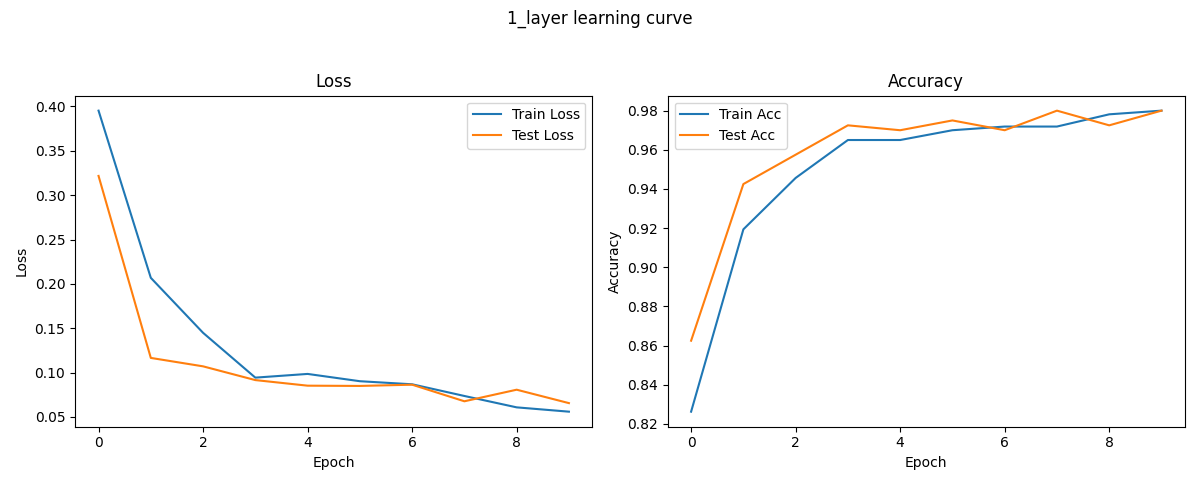 1_layer learning curve
Loss
0.40
0.35
0.30
0.25
0.20
0.15
0.10
0.05
Loss
Train Loss
Test Loss
0 2 4 6 8
Epoch
Accuracy
0.98
0.96
0.94
0.92
0.90
0.88
0.86
0.84
0.82
Accuracy
Train Acc
Test Acc
0 2 4 6 8
Epoch